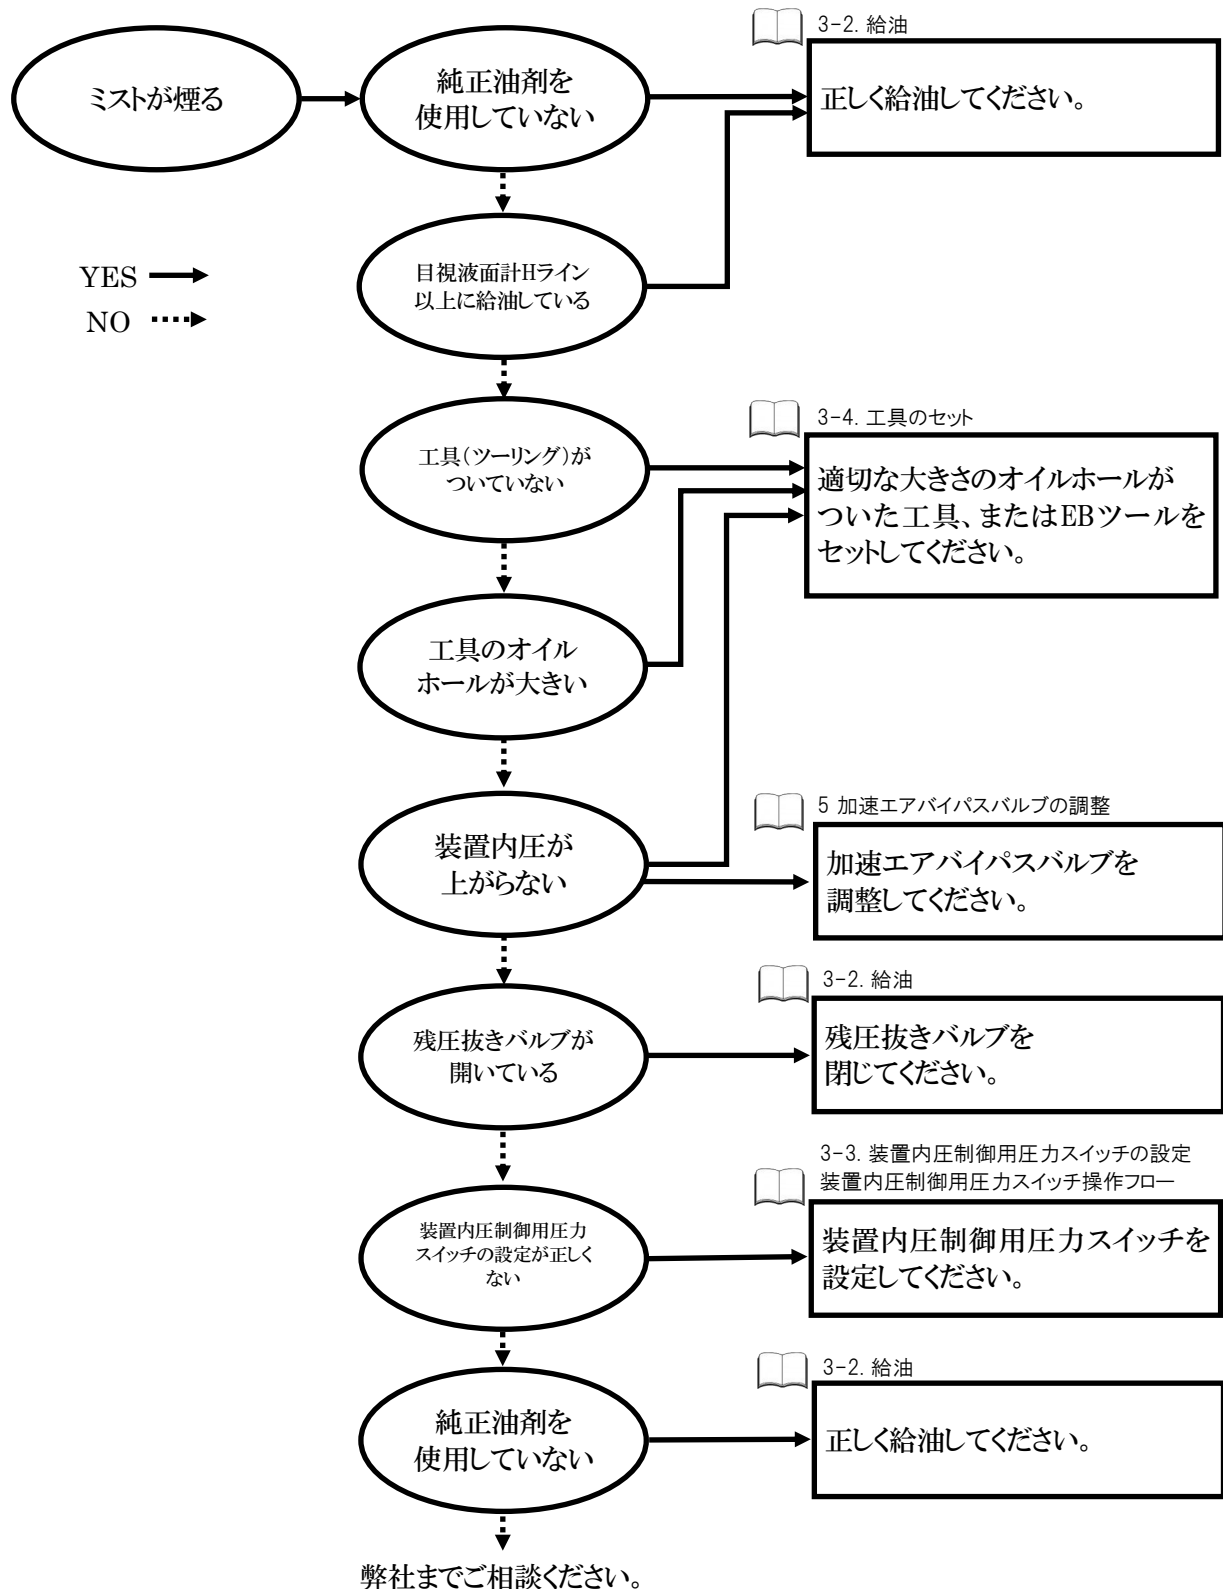 3-2. 給油
ミストが煙る
純正油剤を
使用していない
正しく給油してください。
YES
NO
目視液面計Hライン
以上に給油している
3-4. 工具のセット
工具(ツーリング)が
ついていない
適切な大きさのオイルホールが
ついた工具、またはEBツールを
セットしてください。
工具のオイル
ホールが大きい
5 加速エアバイパスバルブの調整
装置内圧が
上がらない
加速エアバイパスバルブを
調整してください。
3-2. 給油
残圧抜きバルブが
開いている
残圧抜きバルブを
閉じてください。
3-3. 装置内圧制御用圧力スイッチの設定
装置内圧制御用圧力スイッチ操作フロー
装置内圧制御用圧力
スイッチの設定が正しく
ない
装置内圧制御用圧力スイッチを
設定してください。
3-2. 給油
純正油剤を
使用していない
正しく給油してください。
弊社までご相談ください。